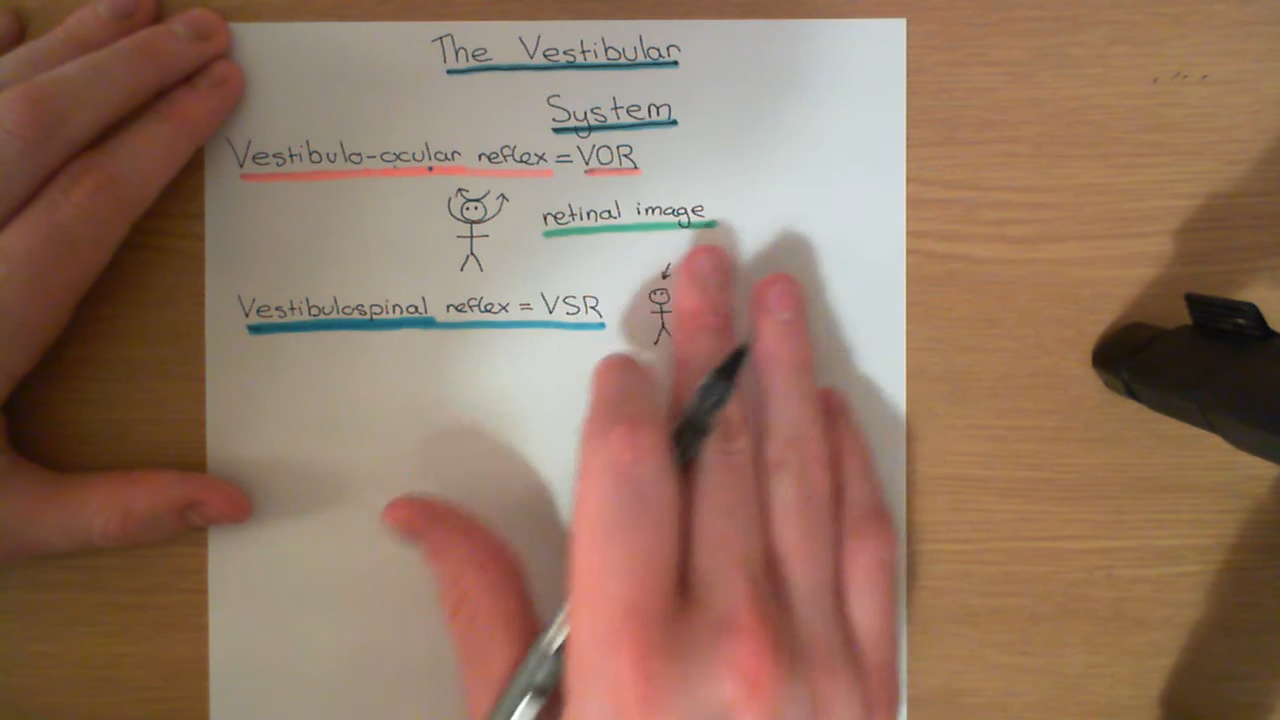 The Vestibular
System
Vestibulo-ocular reflex = VOR
retinal image
Vestibulospinal reflex = VSR